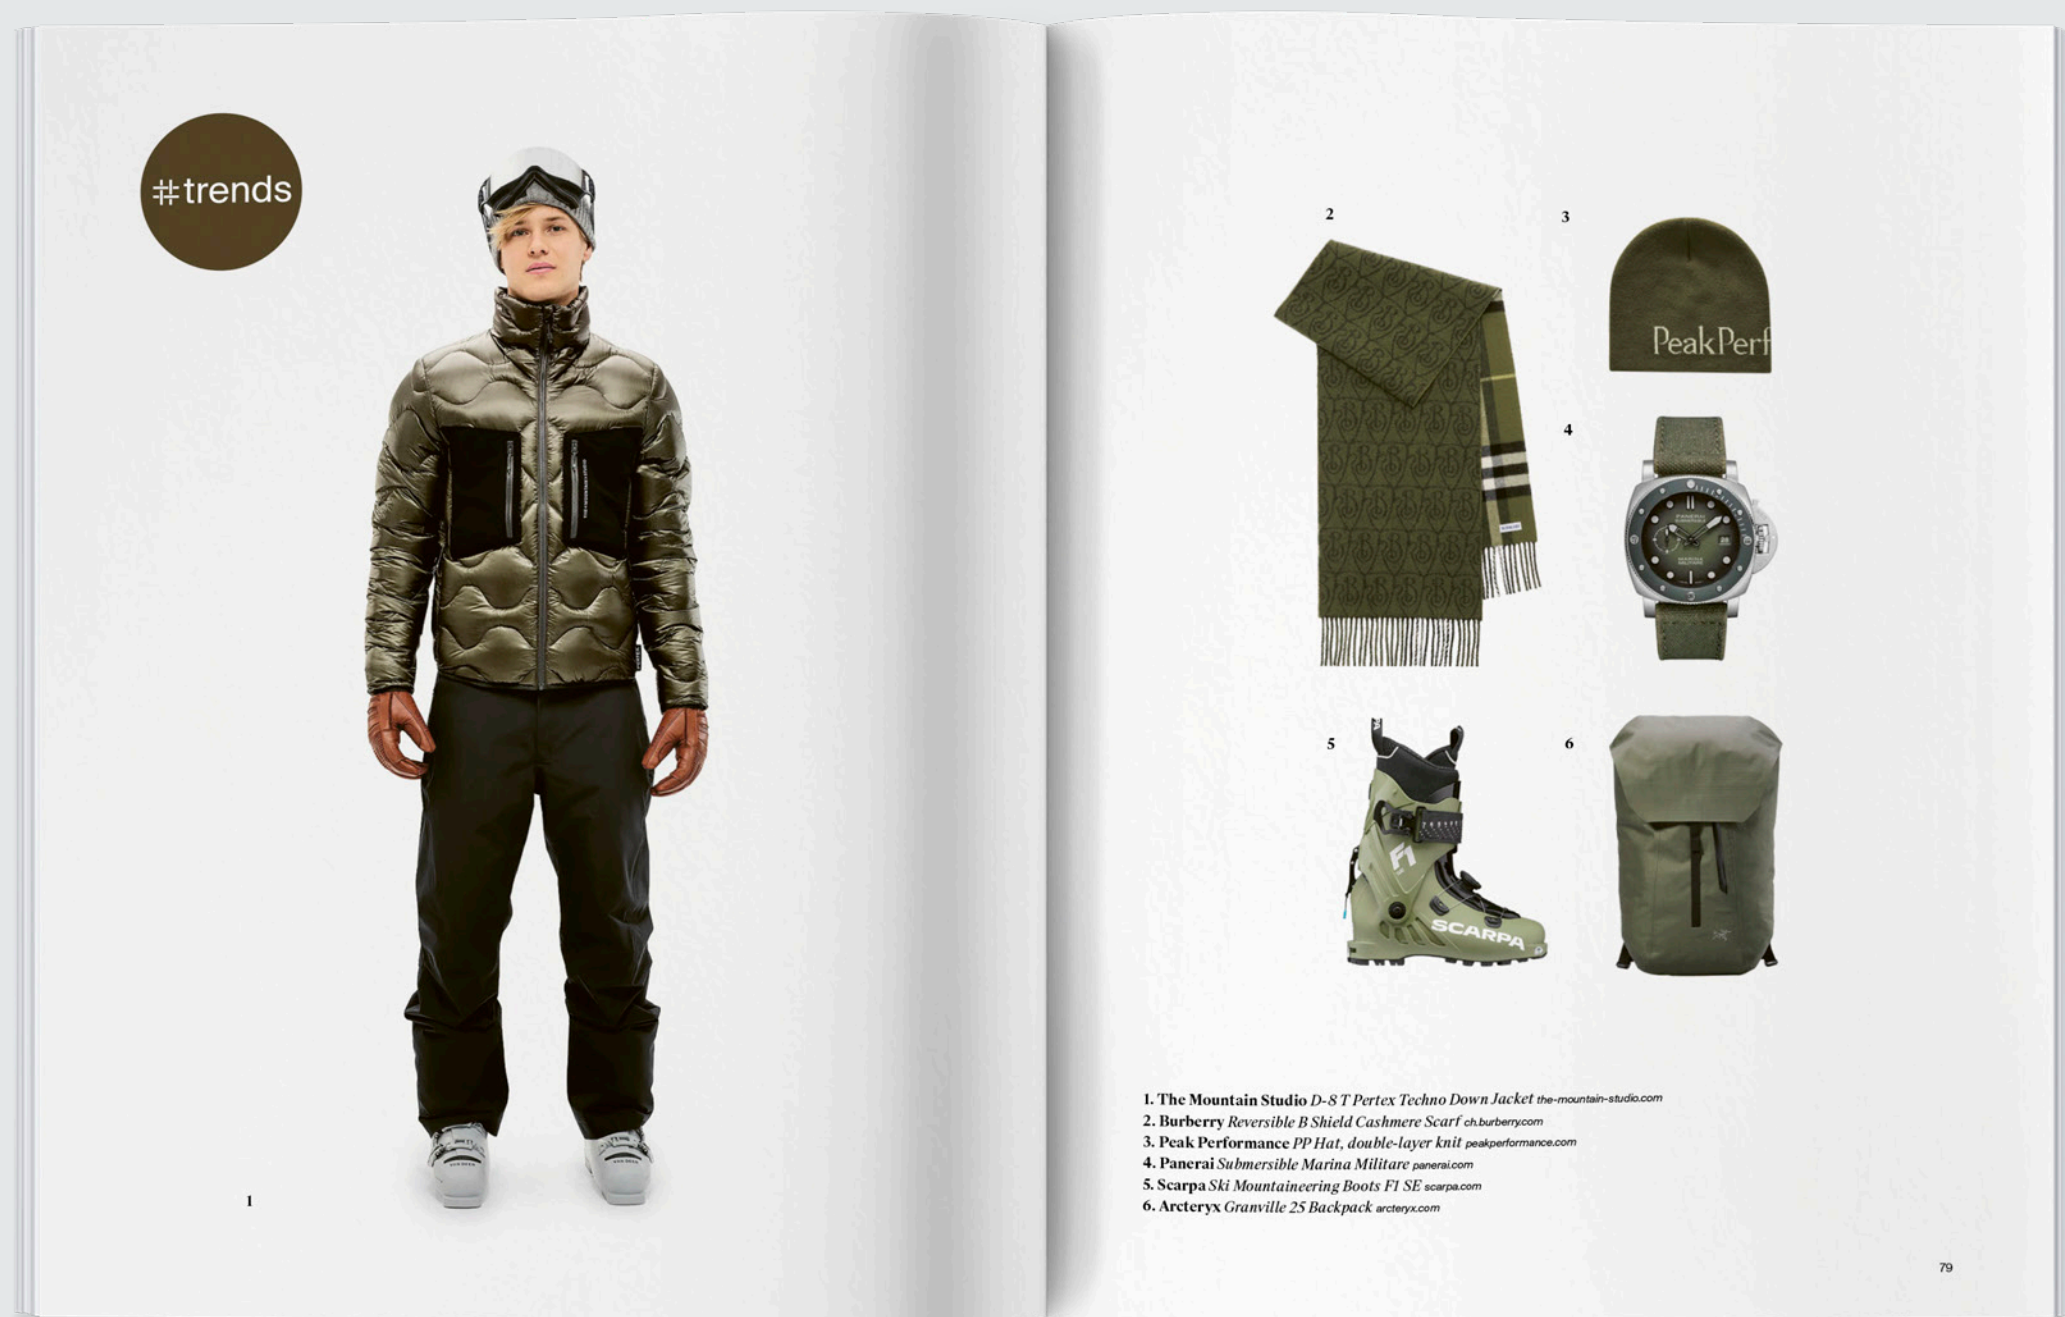 #trends
1
2
3
PeakPerf
4
PANERAI
MARINA
MILITARE
5
F1
SCARPA
6
1. The Mountain Studio D-8 T Pertex Techno Down Jacket the-mountain-studio.com
2. Burberry Reversible B Shield Cashmere Scarf ch.burberry.com
3. Peak Performance PP Hat, double-layer knit peakperformance.com
4. Panerai Submersible Marina Militare panerai.com
5. Scarpa Ski Mountaineering Boots F1 SE scarpa.com
6. Arcteryx Granville 25 Backpack arcteryx.com
79